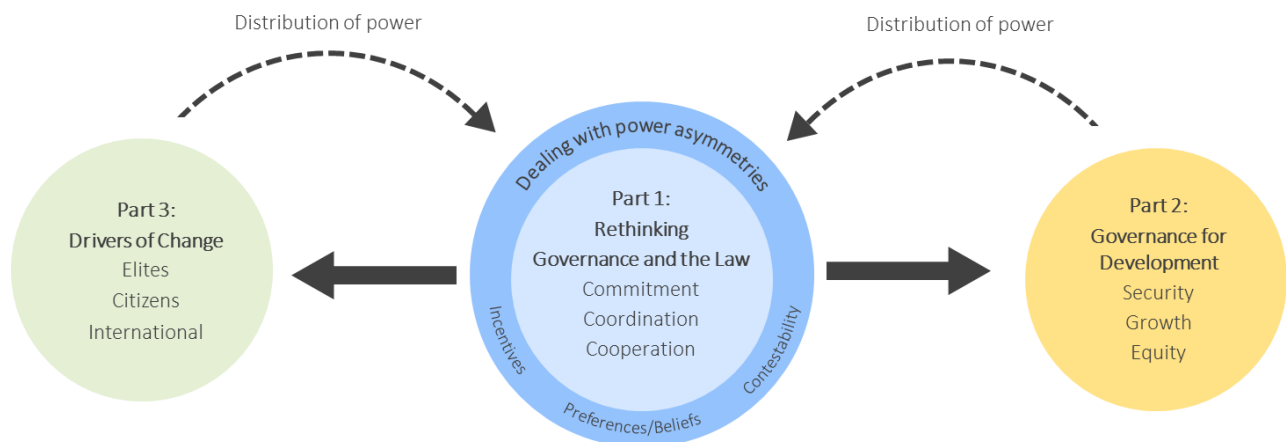 Distribution of power
Distribution of power
Part 3:
Drivers of Change
Elites
Citizens
International
Dealing with power asymmetries
Part 1:
Rethinking
Governance and the Law
Commitment
Coordination
Cooperation
Incentives
Preferences/Beliefs
Contestability
Part 2:
Governance for
Development
Security
Growth
Equity